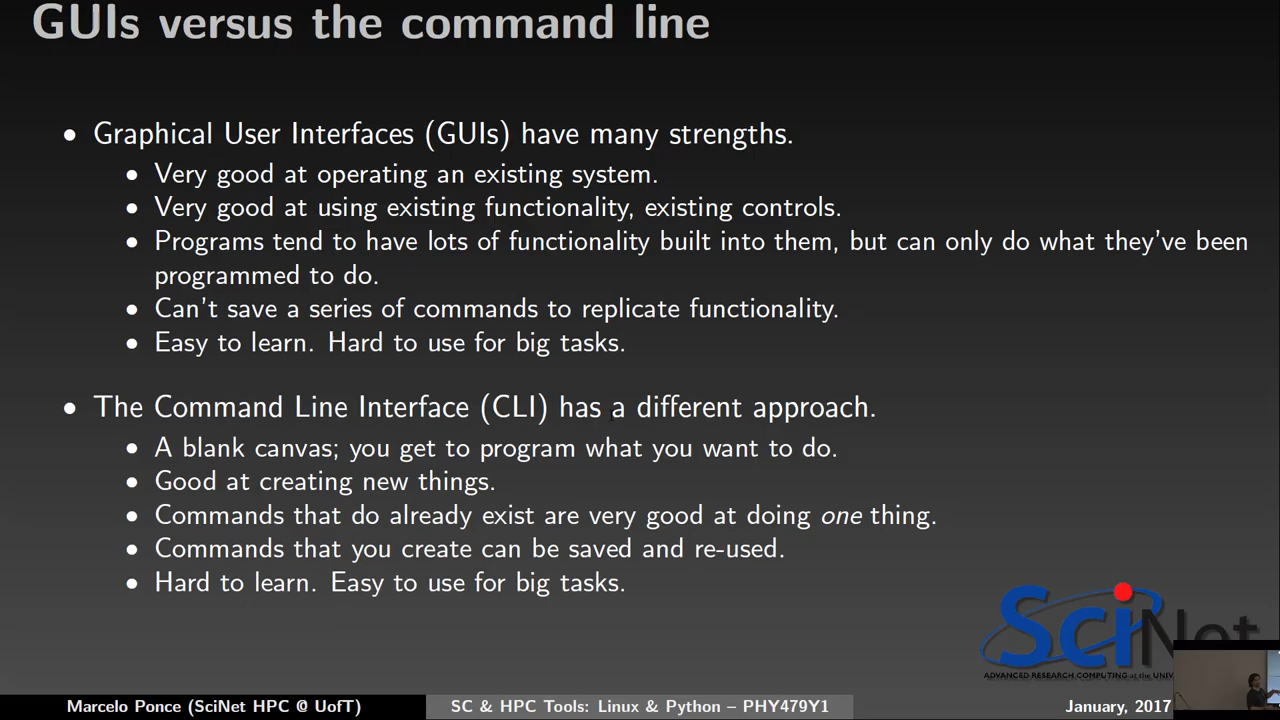 GUIs versus the command line
• Graphical User Interfaces (GUIs) have many strengths.
• Very good at operating an existing system.
• Very good at using existing functionality, existing controls.
• Programs tend to have lots of functionality built into them, but can only do what they've been
programmed to do.
• Can't save a series of commands to replicate functionality.
• Easy to learn. Hard to use for big tasks.
• The Command Line Interface (CLI) has a different approach.
• A blank canvas; you get to program what you want to do.
• Good at creating new things.
• Commands that do already exist are very good at doing one thing.
• Commands that you create can be saved and re-used.
• Hard to learn. Easy to use for big tasks.
SciNet
ADVANCED RESEARCH COMPUTING at the
Marcelo Ponce (SciNet HPC @ UofT)
SC & HPC Tools: Linux & Python – PHY479Y1
January, 2017